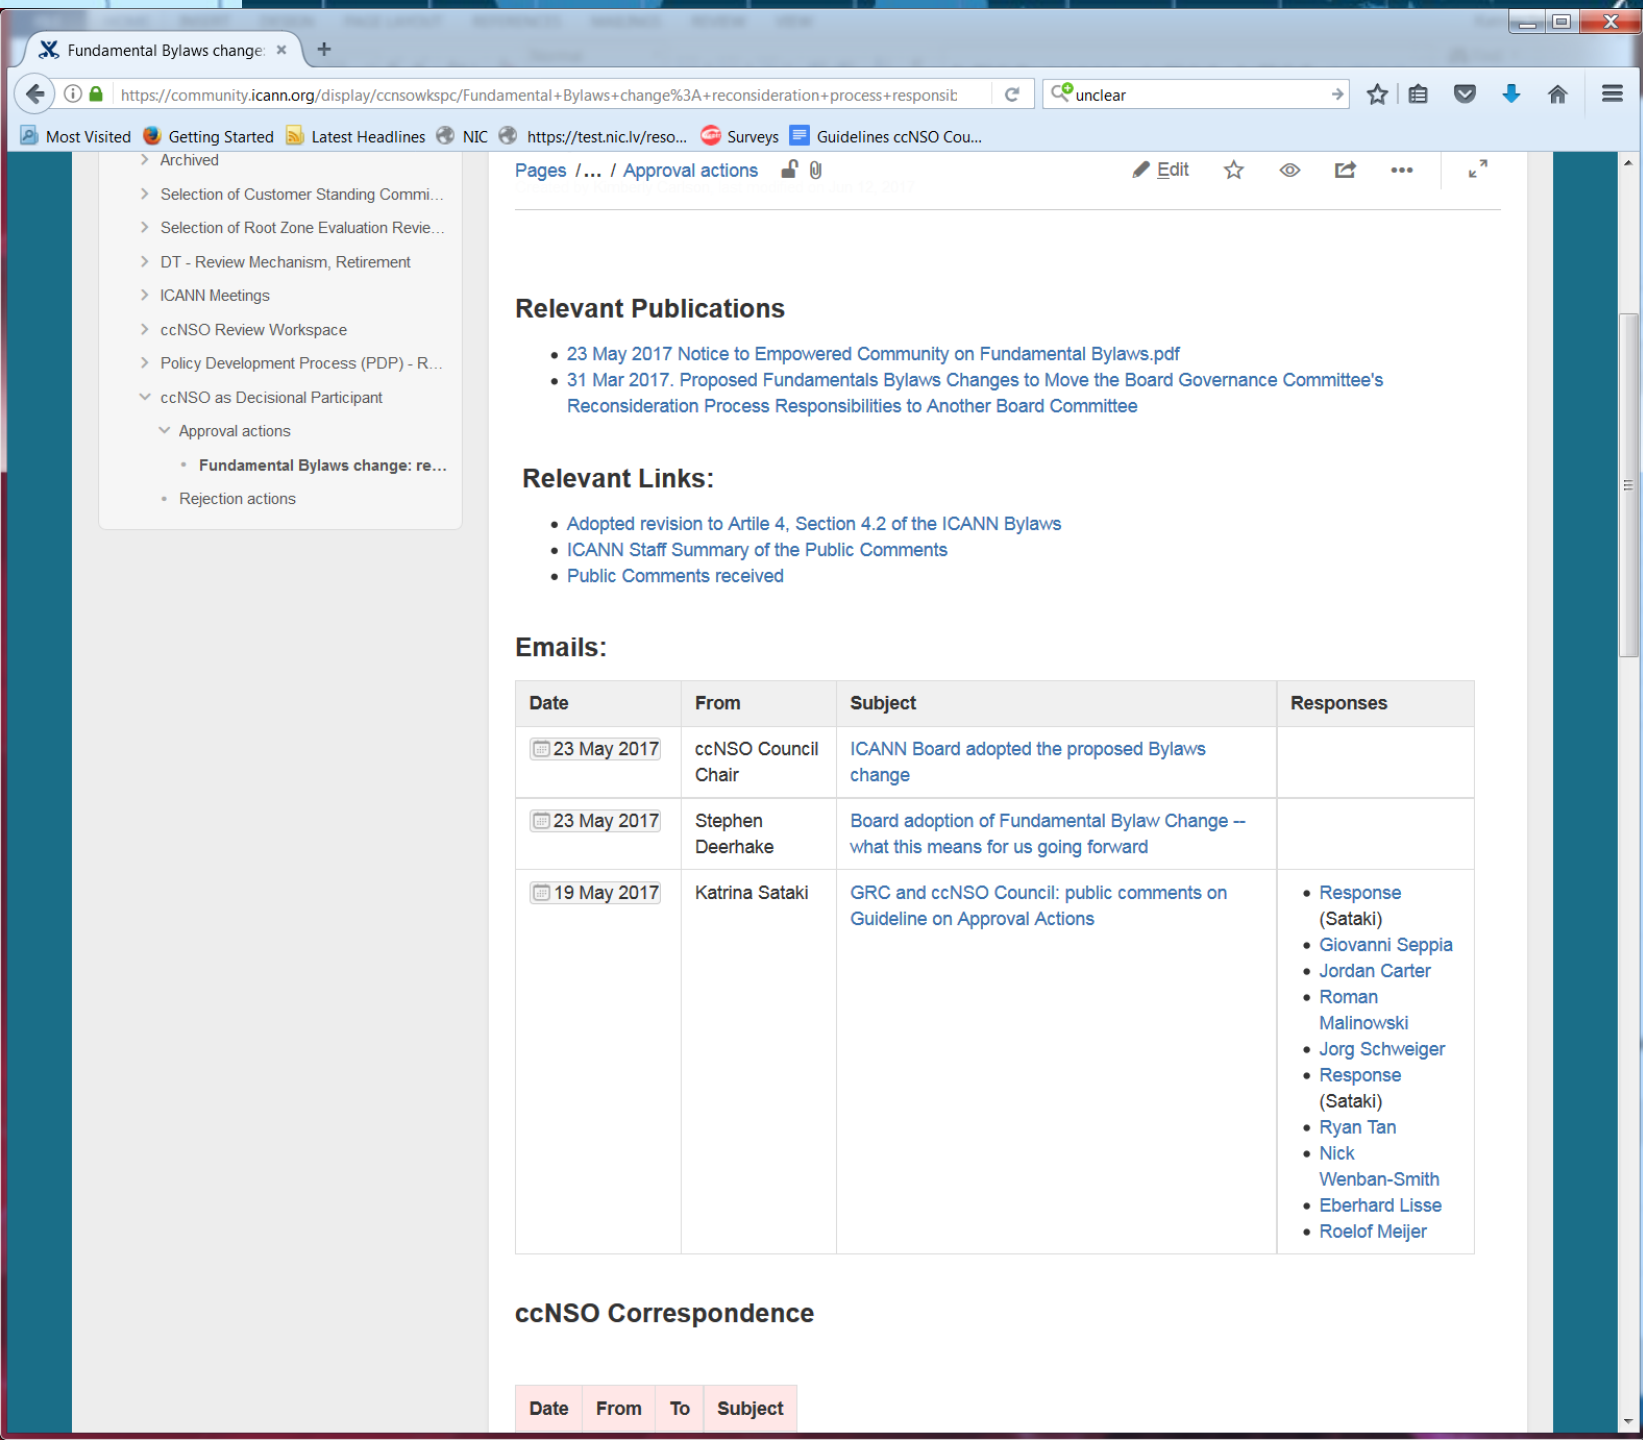 Fundamental Bylaws change:
https://community.icann.org/display/ccnsowkspc/Fundamental+Bylaws+change%3A+reconsideration+process+responsib
unclear
Most Visited Getting Started Latest Headlines NIC https://test.nic.lv/reso... Surveys Guidelines ccNSO Cou...
Archived
Selection of Customer Standing Commi...
Selection of Root Zone Evaluation Revie...
DT - Review Mechanism, Retirement
ICANN Meetings
ccNSO Review Workspace
Policy Development Process (PDP) - R...
ccNSO as Decisional Participant
Approval actions
Fundamental Bylaws change: re...
Rejection actions
Pages /... / Approval actions
Edit
Relevant Publications
23 May 2017 Notice to Empowered Community on Fundamental Bylaws.pdf
31 Mar 2017. Proposed Fundamentals Bylaws Changes to Move the Board Governance Committee's
Reconsideration Process Responsibilities to Another Board Committee
Relevant Links:
Adopted revision to Artile 4, Section 4.2 of the ICANN Bylaws
ICANN Staff Summary of the Public Comments
Public Comments received
Emails:
Date From Subject Responses
23 May 2017 ccNSO Council Chair ICANN Board adopted the proposed Bylaws
change
23 May 2017 Stephen Deerhake Board adoption of Fundamental Bylaw Change --
what this means for us going forward
19 May 2017 Katrina Sataki GRC and ccNSO Council: public comments on
Guideline on Approval Actions
Response
(Sataki)
Giovanni Seppia
Jordan Carter
Roman
Malinowski
Jorg Schweiger
Response
(Sataki)
Ryan Tan
Nick
Wenban-Smith
Eberhard Lisse
Roelof Meijer
ccNSO Correspondence
Date From To Subject